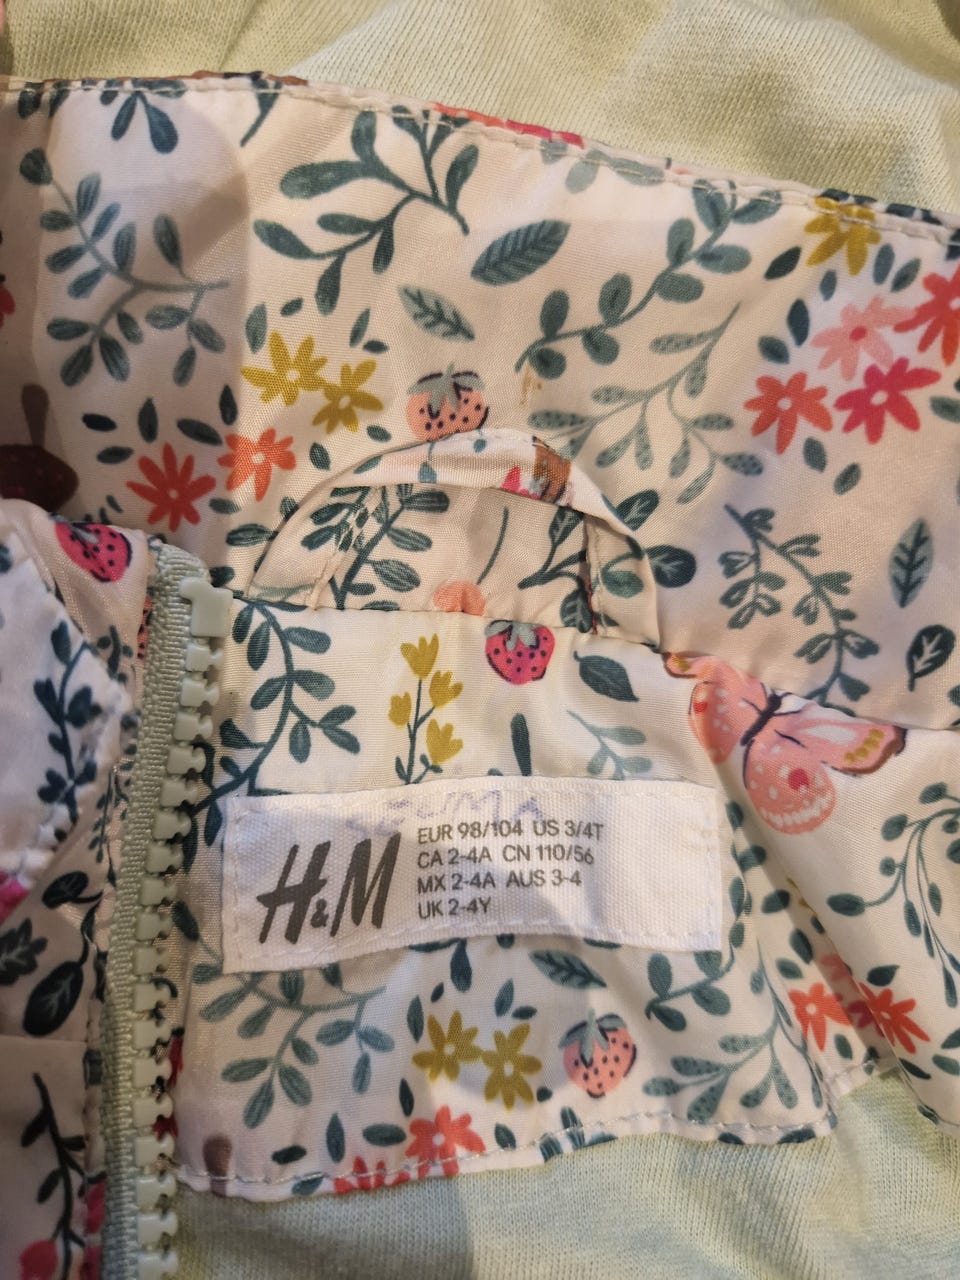 H&M
EUR 98/104 US 3/4T
CA 2-4A CN 110/56
MX 2-4A AUS 3-4
UK 2-4Y